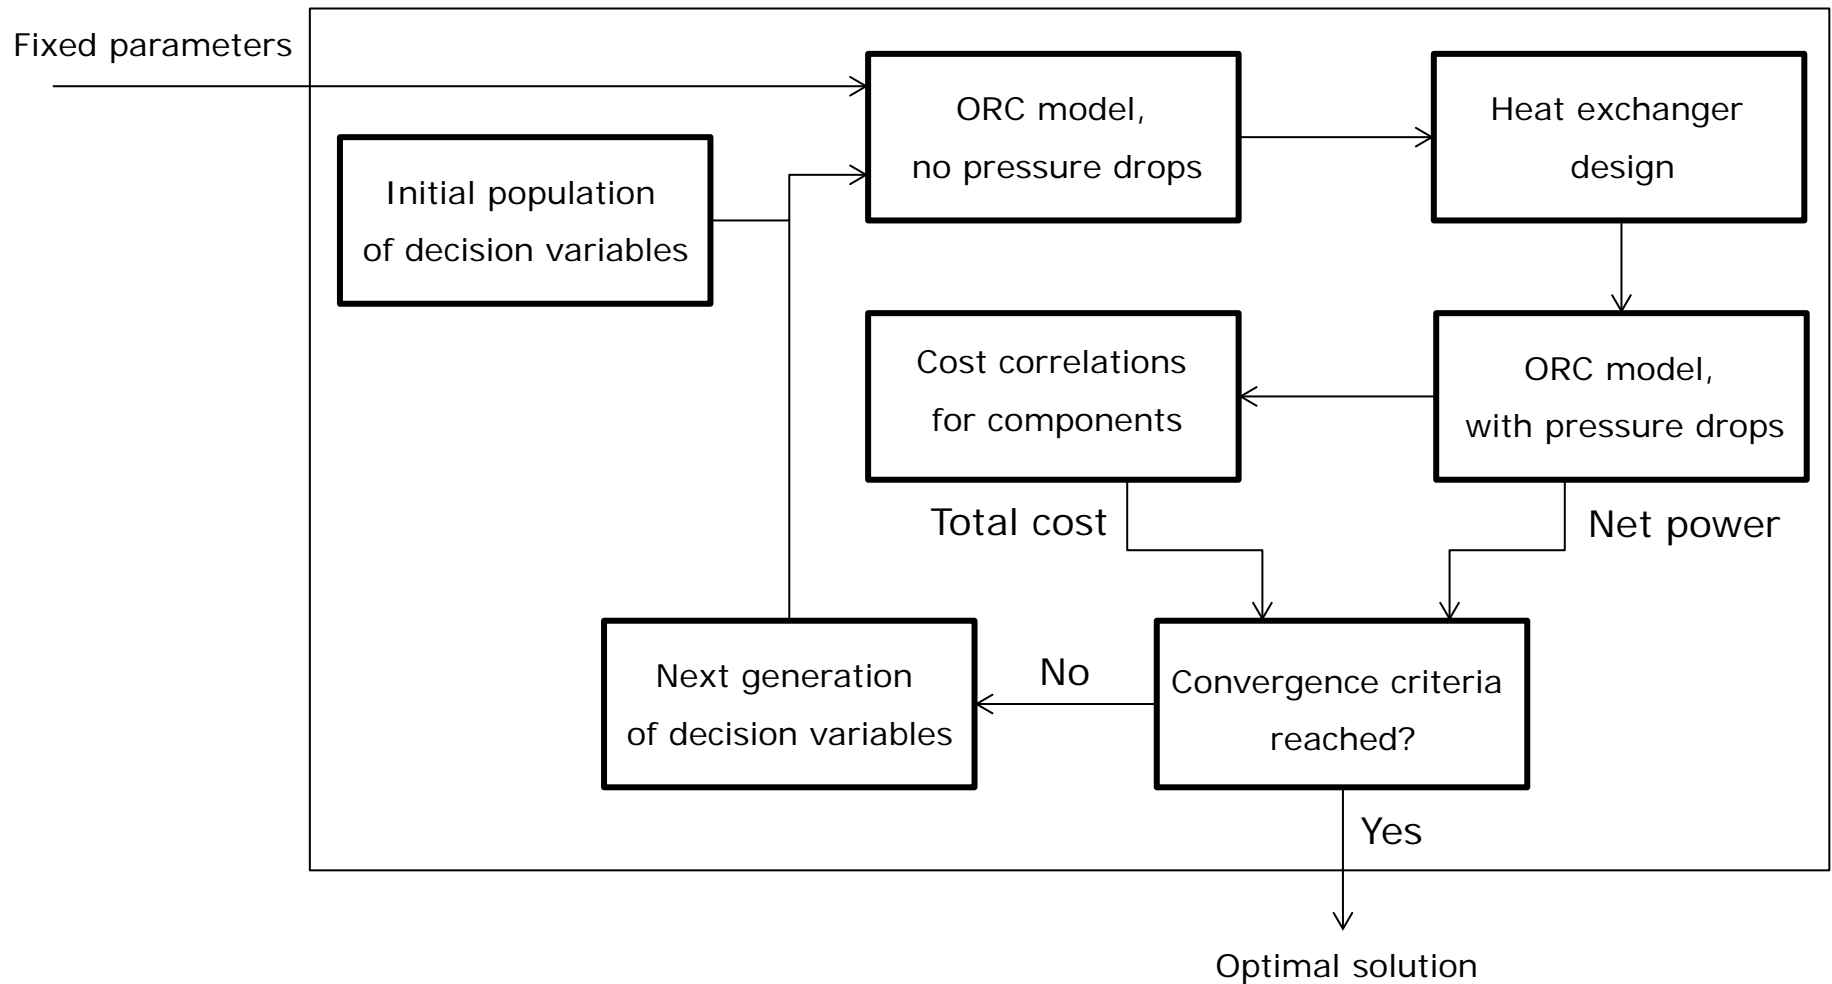 Fixed parameters
ORC model,
no pressure drops
Heat exchanger
design
Initial population
of decision variables
Cost correlations
for components
ORC model,
with pressure drops
Total cost
Net power
Next generation
of decision variables
No
Convergence criteria
reached?
Yes
Optimal solution